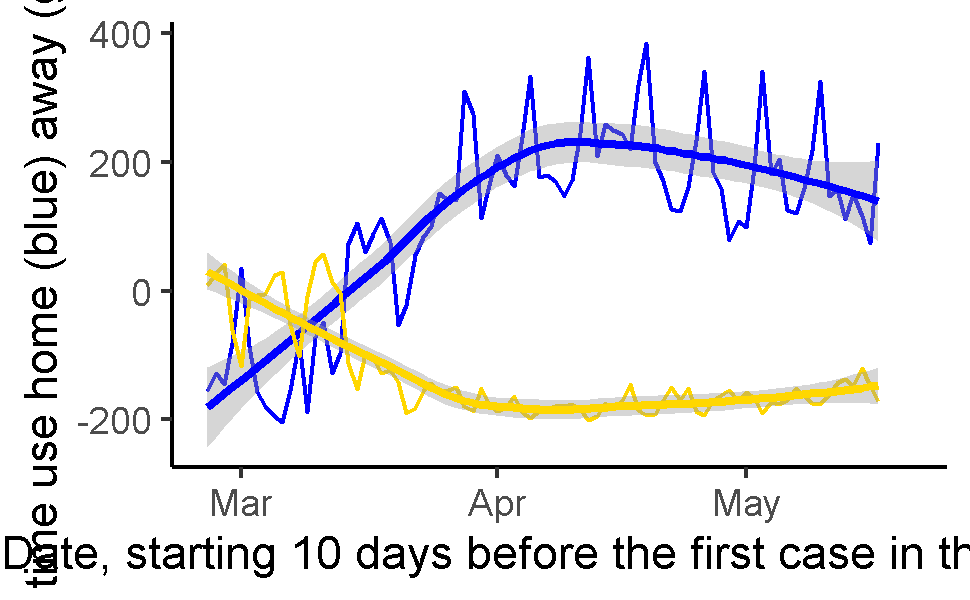 time use home (blue) away (
400
200
0
-200
Mar Apr May
Date, starting 10 days before the first case in th